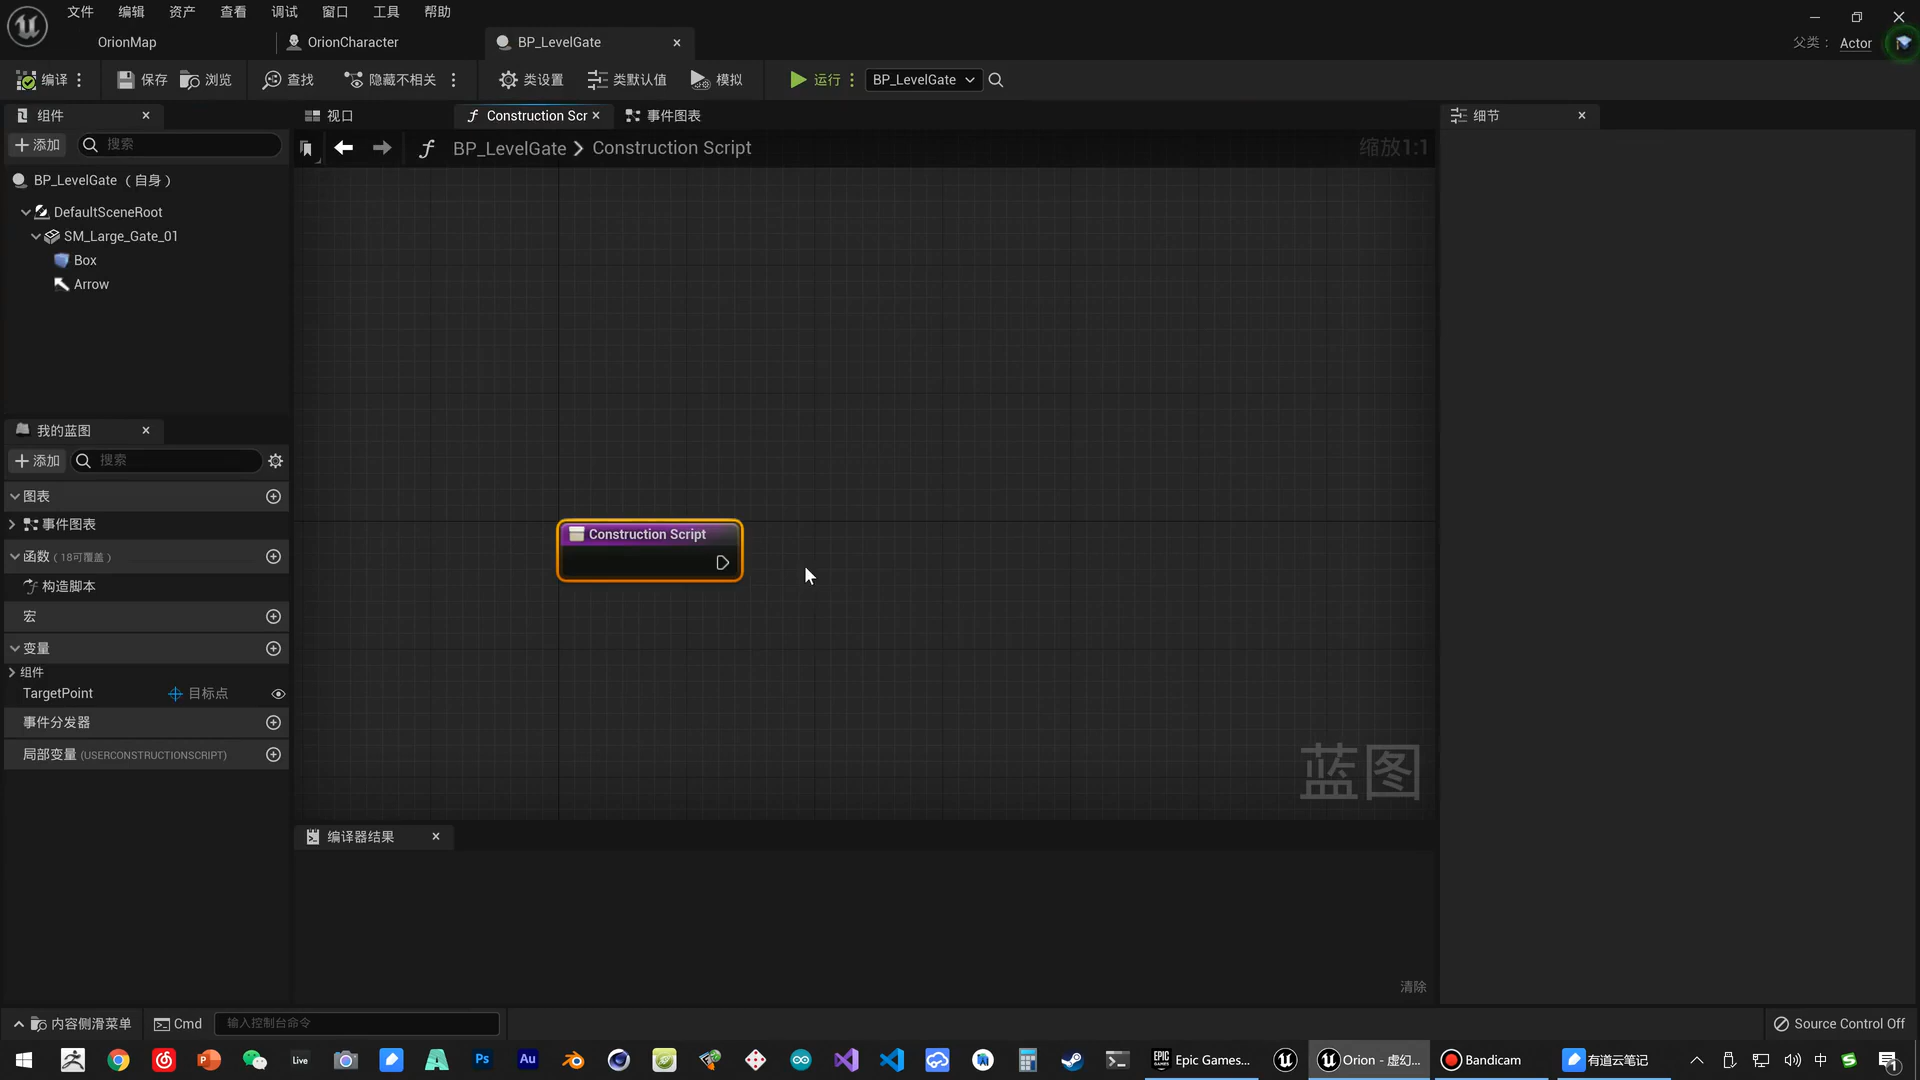 文件 编辑 资产 查看 调试 窗口 工具 帮助
OrionMap OrionCharacter BP_LevelGate 父类： Actor
编译 保存 浏览 查找 隐藏不相关 类设置 类默认值 模拟 运行 BP_LevelGate
组件
添加 搜索
BP_LevelGate （自身）
DefaultSceneRoot
SM_Large_Gate_01
Box
Arrow
视口 Construction Scr 事件图表
BP_LevelGate Construction Script 缩放1:1
Construction Script
蓝图
细节
我的蓝图
添加 搜索
图表
事件图表
函数 (18可覆盖)
构造脚本
宏
变量
组件
TargetPoint 目标点
事件分发器
局部变量 (USERCONSTRUCTIONSCRIPT)
编译器结果
清除
内容侧滑菜单 Cmd 输入控制台命令 Source Control Off
Live Ps Au EPIC GAMES Epic Games... Orion - 虚幻... Bandicam 有道云笔记 中 1